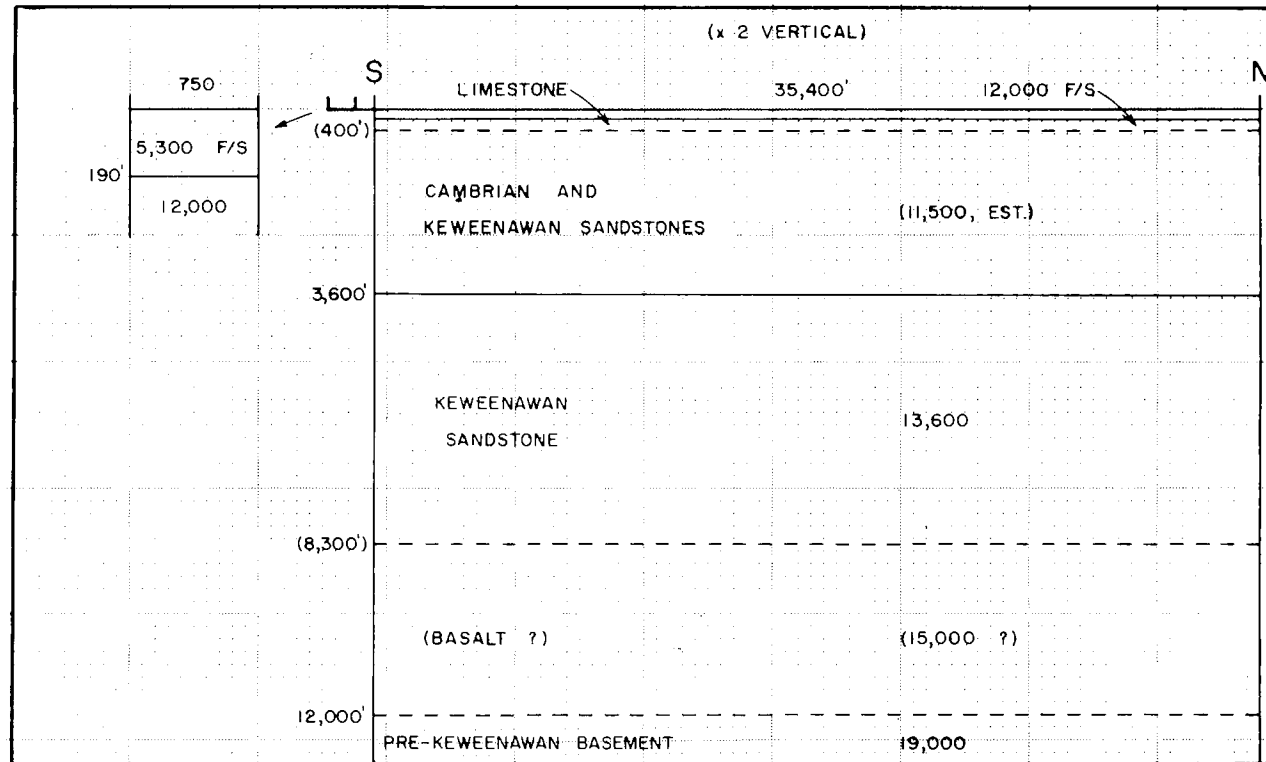 (x 2 VERTICAL)
S
N
750
LIMESTONE
35,400'
12,000 F/S
(400')
5,300 F/S
190'
12,000
CAMBRIAN AND
KEWEENAWAN SANDSTONES
(11,500, EST.)
3,600'
KEWEENAWAN
SANDSTONE
13,600
(8,300')
(BASALT ?)
(15,000 ?)
12,000'
PRE-KEWEENAWAN BASEMENT
19,000